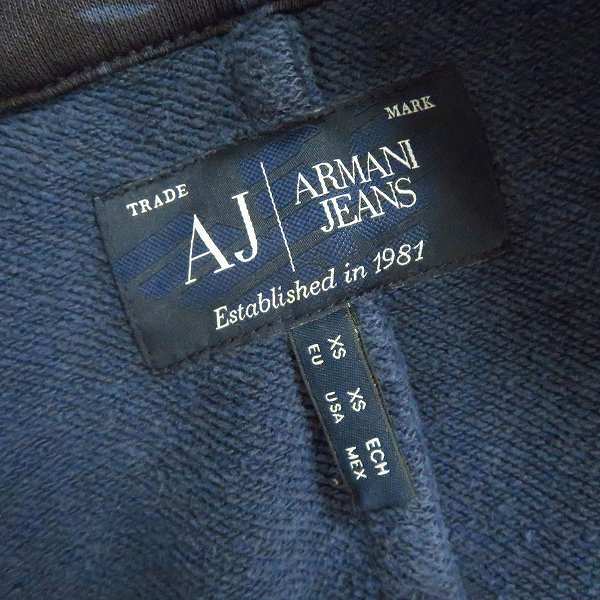 TRADE MARK
AJ | ARMANI
JEANS
Established in 1981
XS XS ECH
EU USA MEX